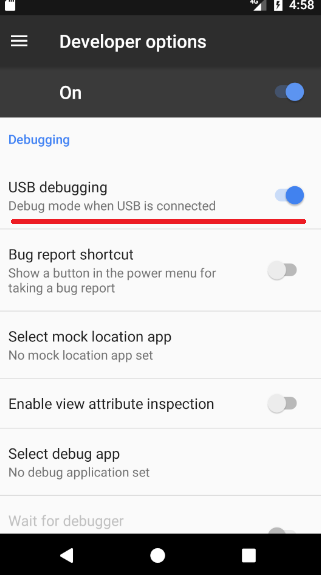 4G 4:58
Developer options
On
Debugging
USB debugging
Debug mode when USB is connected
Bug report shortcut
Show a button in the power menu for
taking a bug report
Select mock location app
No mock location app set
Enable view attribute inspection
Select debug app
No debug application set
Wait for debugger